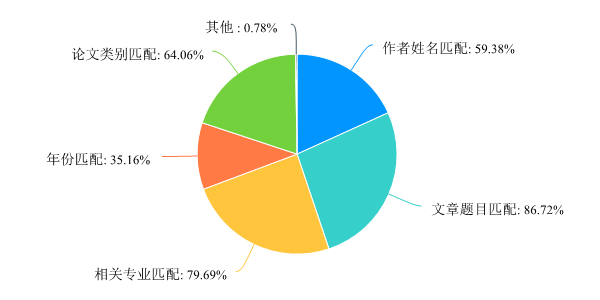 其他 : 0.78%
作者姓名匹配: 59.38%
论文类别匹配: 64.06%
年份匹配: 35.16%
文章题目匹配: 86.72%
相关专业匹配: 79.69%